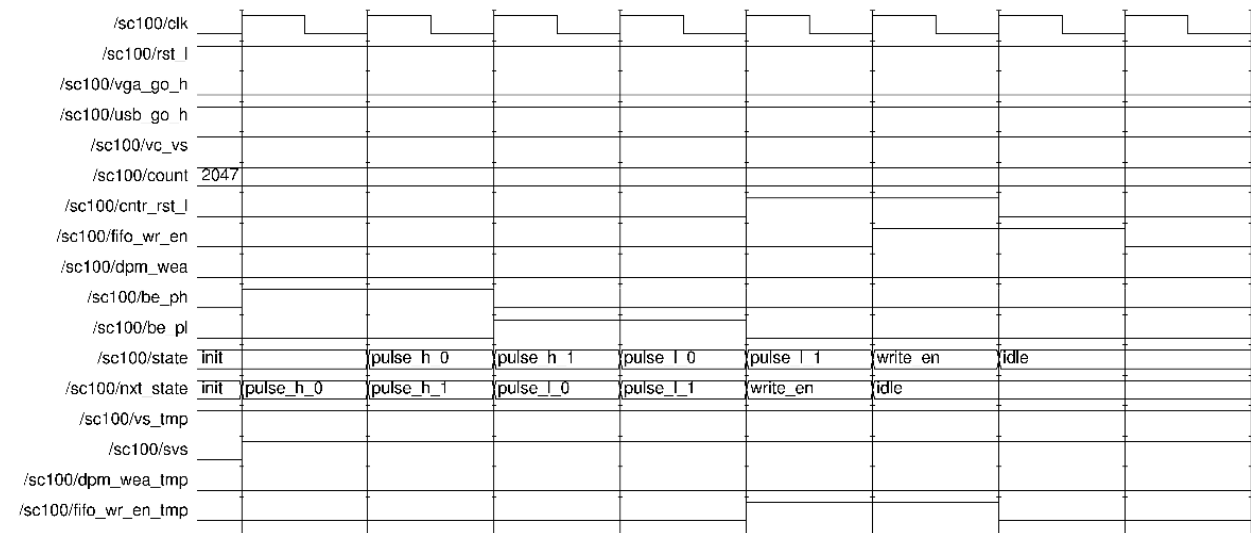 /sc100/clk
/sc100/rst_l
/sc100/vga_go_h
/sc100/usb_go_h
/sc100/vc_vs
/sc100/count 2047
/sc100/cntr_rst_l
/sc100/fifo_wr_en
/sc100/dpm_wea
/sc100/be_ph
/sc100/be_pl
/sc100/state init pulse_h_0 pulse_h_1 pulse_l_0 pulse_l_1 write_en idle
/sc100/nxt_state init pulse_h_0 pulse_h_1 pulse_l_0 pulse_l_1 write_en idle
/sc100/vs_tmp
/sc100/svs
/sc100/dpm_wea_tmp
/sc100/fifo_wr_en_tmp